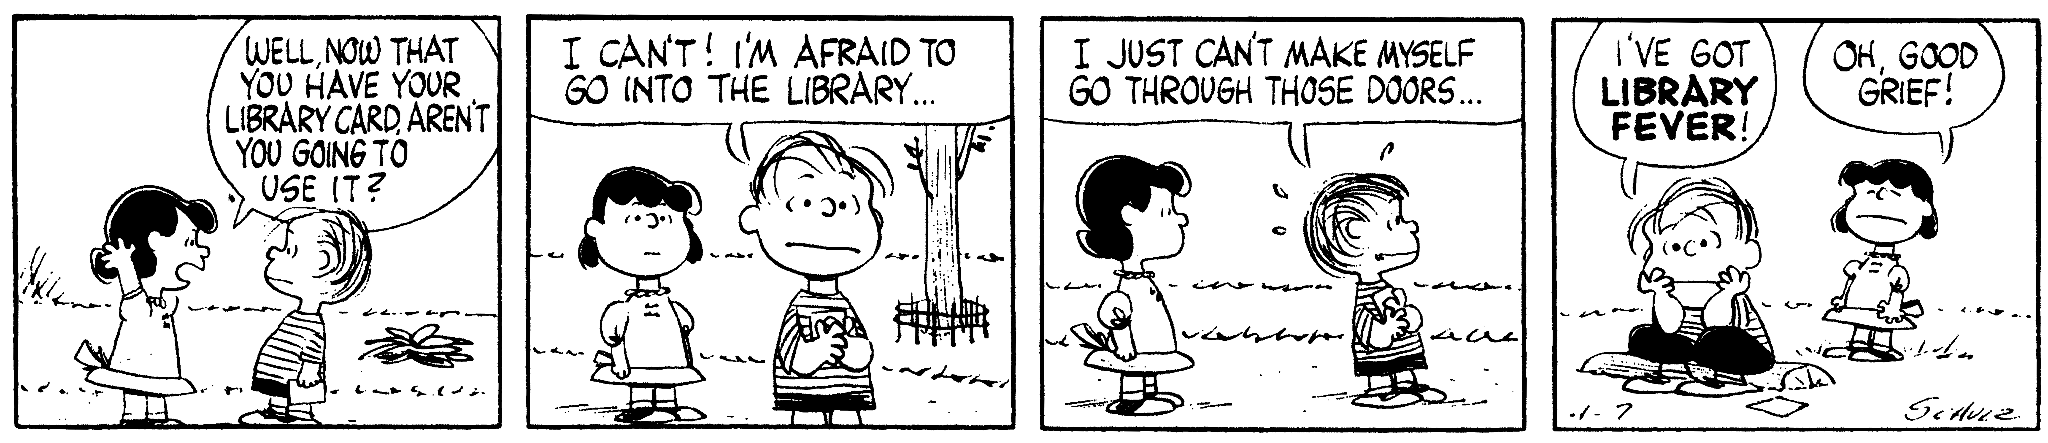 WELL, NOW THAT
YOU HAVE YOUR
LIBRARY CARD, AREN'T
YOU GOING TO
USE IT?
I CAN'T! I'M AFRAID TO
GO INTO THE LIBRARY...
I JUST CAN'T MAKE MYSELF
GO THROUGH THOSE DOORS...
I'VE GOT
LIBRARY
FEVER!
OH, GOOD
GRIEF!
1-7
SCHULZ